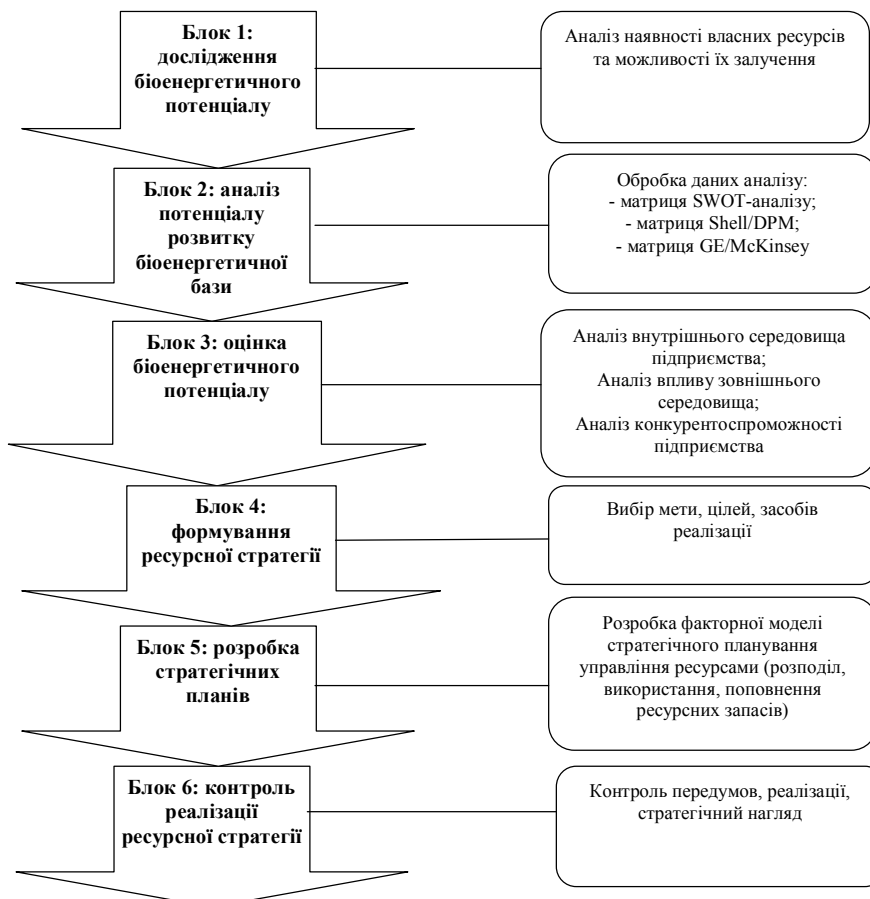 Блок 1:
дослідження
біоенергетичного
потенціалу
Аналіз наявності власних ресурсів
та можливості їх залучення
Блок 2: аналіз
потенціалу
розвитку
біоенергетичної
бази
Обробка даних аналізу:
- матриця SWOT-аналізу;
- матриця Shell/DPM;
- матриця GE/McKinsey
Блок 3: оцінка
біоенергетичного
потенціалу
Аналіз внутрішнього середовища
підприємства;
Аналіз впливу зовнішнього
середовища;
Аналіз конкурентоспроможності
підприємства
Блок 4:
формування
ресурсної стратегії
Вибір мети, цілей, засобів
реалізації
Блок 5: розробка
стратегічних
планів
Розробка факторної моделі
стратегічного планування
управління ресурсами (розподіл,
використання, поповнення
ресурсних запасів)
Блок 6: контроль
реалізації
ресурсної стратегії
Контроль передумов, реалізації,
стратегічний нагляд